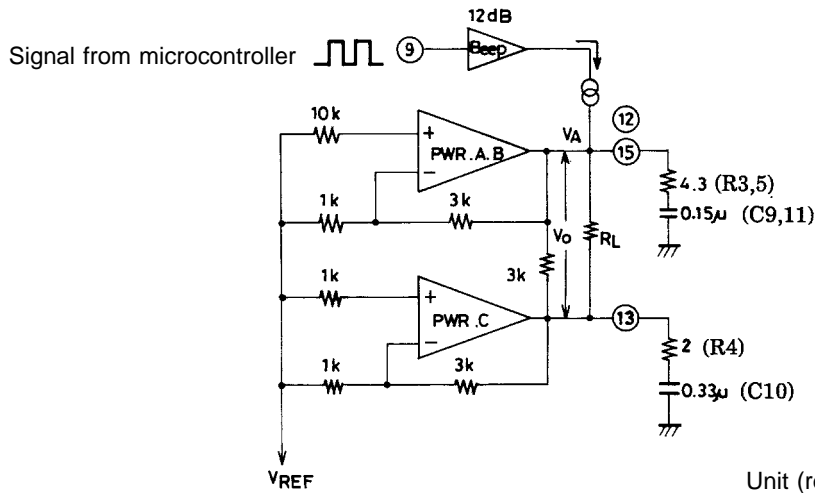 12dB
Signal from microcontroller
9
Beep
10k
+
PWR.A.B
−
VA
12
15
4.3 (R3,5)
0.15μ (C9,11)
1k
3k
Vo
RL
3k
1k
+
PWR.C
−
13
2 (R4)
1k
3k
0.33μ (C10)
VREF
Unit (re